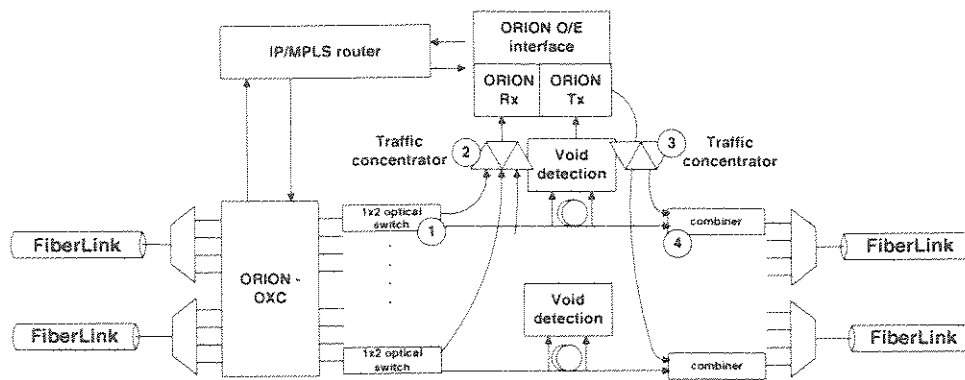 ORION O/E
interface
IP/MPLS router
ORION
Rx
ORION
Tx
Traffic
concentrator
2
3
Traffic
concentrator
Void
detection
1x2 optical
switch
1
combiner
4
FiberLink
FiberLink
ORION -
OXC
Void
detection
FiberLink
FiberLink
1x2 optical
switch
combiner